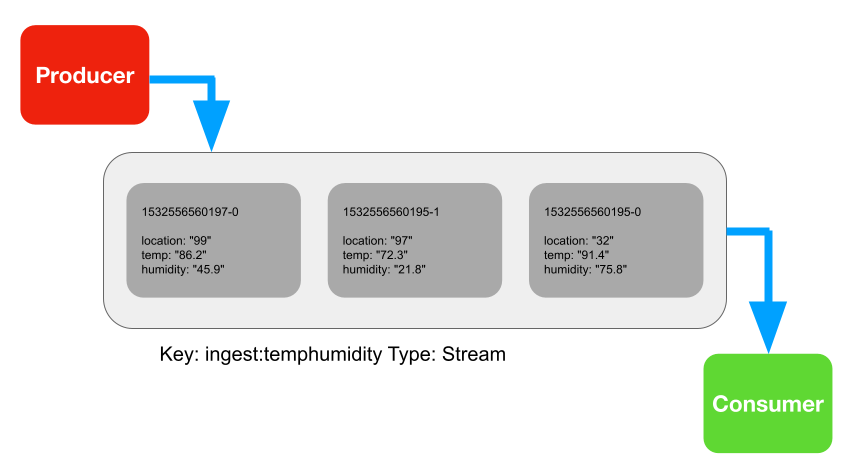 Producer
1532556560197-0
location: "99"
temp: "86.2"
humidity: "45.9"
1532556560195-1
location: "97"
temp: "72.3"
humidity: "21.8"
1532556560195-0
location: "32"
temp: "91.4"
humidity: "75.8"
Key: ingest:temphumidity Type: Stream
Consumer